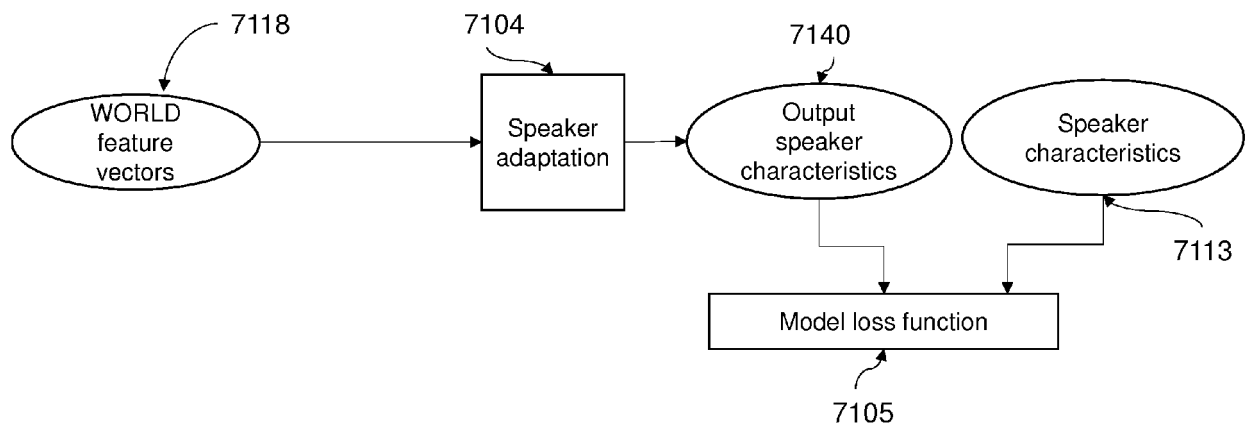 7118
7104
7140
WORLD
feature
vectors
Speaker
adaptation
Output
speaker
characteristics
Speaker
characteristics
7113
Model loss function
7105